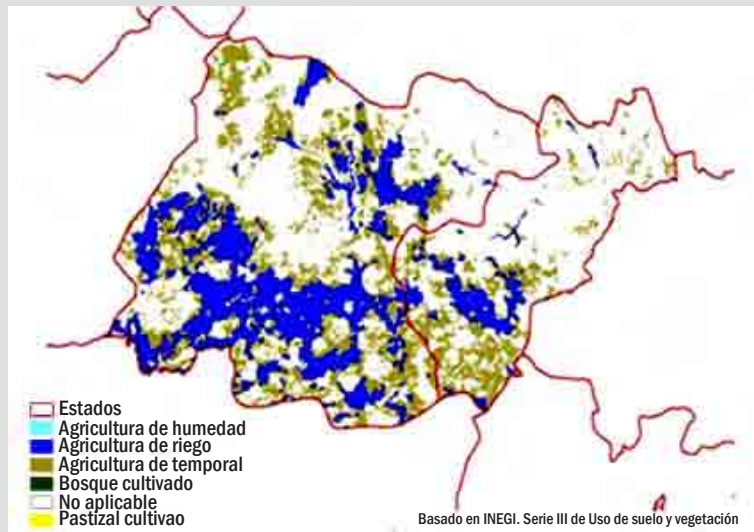 Estados
Agricultura de humedad
Agricultura de riego
Agricultura de temporal
Bosque cultivado
No aplicable
Pastizal cultivao
Basado en INEGI. Serie III de Uso de suelo y vegetación